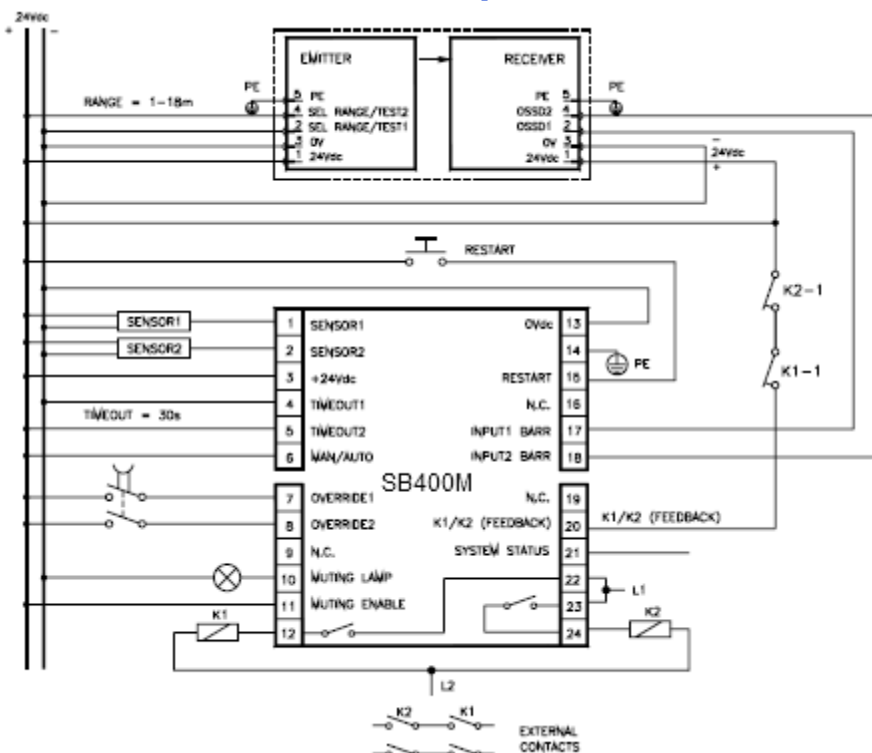 24Vdc
+ -
EMITTER
RECEIVER
PE
5 PE
4 SEL RANGE/TEST2
2 SEL RANGE/TEST1
3 0V
1 24Vdc
PE 5
OSSD2 4
OSSD1 2
0V 3
24Vdc 1
PE
RANGE = 1-18m
-
24Vdc
+
RESTART
K2-1
K1-1
SENSOR1
SENSOR2
TIMEOUT = 30s
1 SENSOR1
2 SENSOR2
3 +24Vdc
4 TIMEOUT1
5 TIMEOUT2
6 MAN/AUTO
0Vdc 13
14 PE
RESTART 15
N.C. 16
INPUT1 BARR 17
INPUT2 BARR 18
SB400M
7 OVERRIDE1
8 OVERRIDE2
9 N.C.
10 MUTING LAMP
11 MUTING ENABLE
12
N.C. 19
K1/K2 (FEEDBACK) 20
K1/K2 (FEEDBACK)
SYSTEM STATUS 21
22
23
24
L1
K1
K2
L2
K2 K1
EXTERNAL
CONTACTS